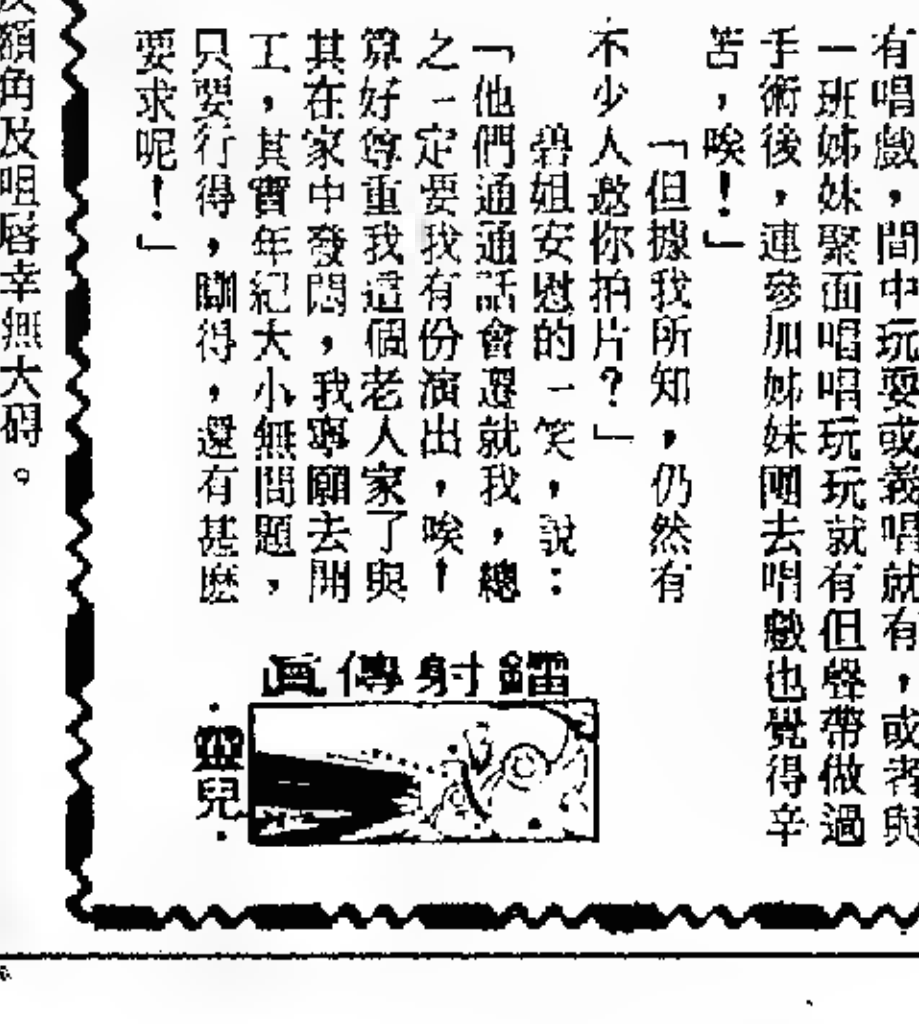 有唱戲，間中玩耍或義唱就有，或者與
一班姊妹聚面唱唱玩玩就有但聲帶做過
手術後，連參加姊妹團去唱戲也覺得辛
苦，唉！」
「但據我所知，仍然有
不少人邀你拍片？」
碧姐安慰的一笑，說：
「他們通通話會遷就我，總
之一定要我有份演出，唉！
算好尊重我這個老人家了與
其在家中發悶，我寧願去開
工，其實年紀大小無問題，
只要行得，瞓得，還有甚麽
要求呢！」
鐳射傳真
·靈兒·
額角及咀唇幸無大碍。